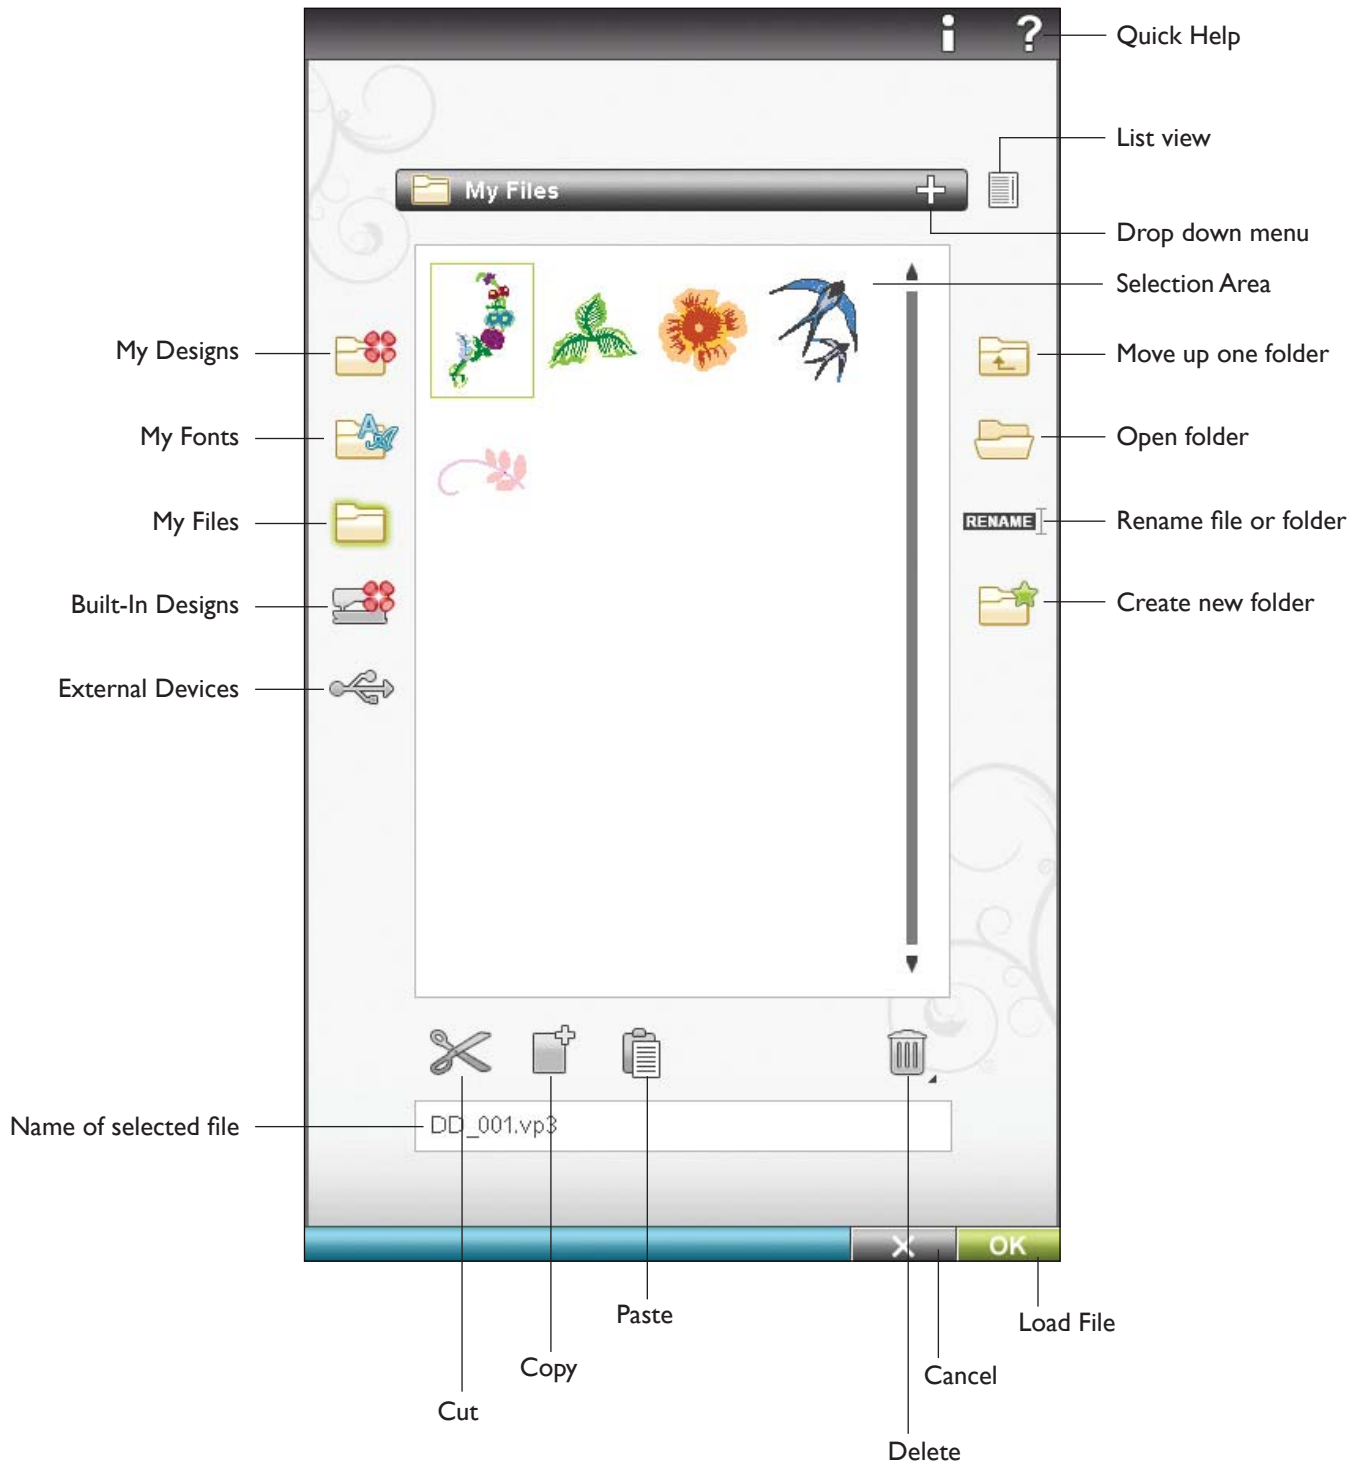 i ? Quick Help
List view
My Files
Drop down menu
Selection Area
My Designs
Move up one folder
My Fonts
Open folder
My Files
RENAME
Rename file or folder
Built-In Designs
Create new folder
External Devices
Name of selected file
DD_001.vp3
X OK
Paste
Load File
Copy
Cancel
Cut
Delete